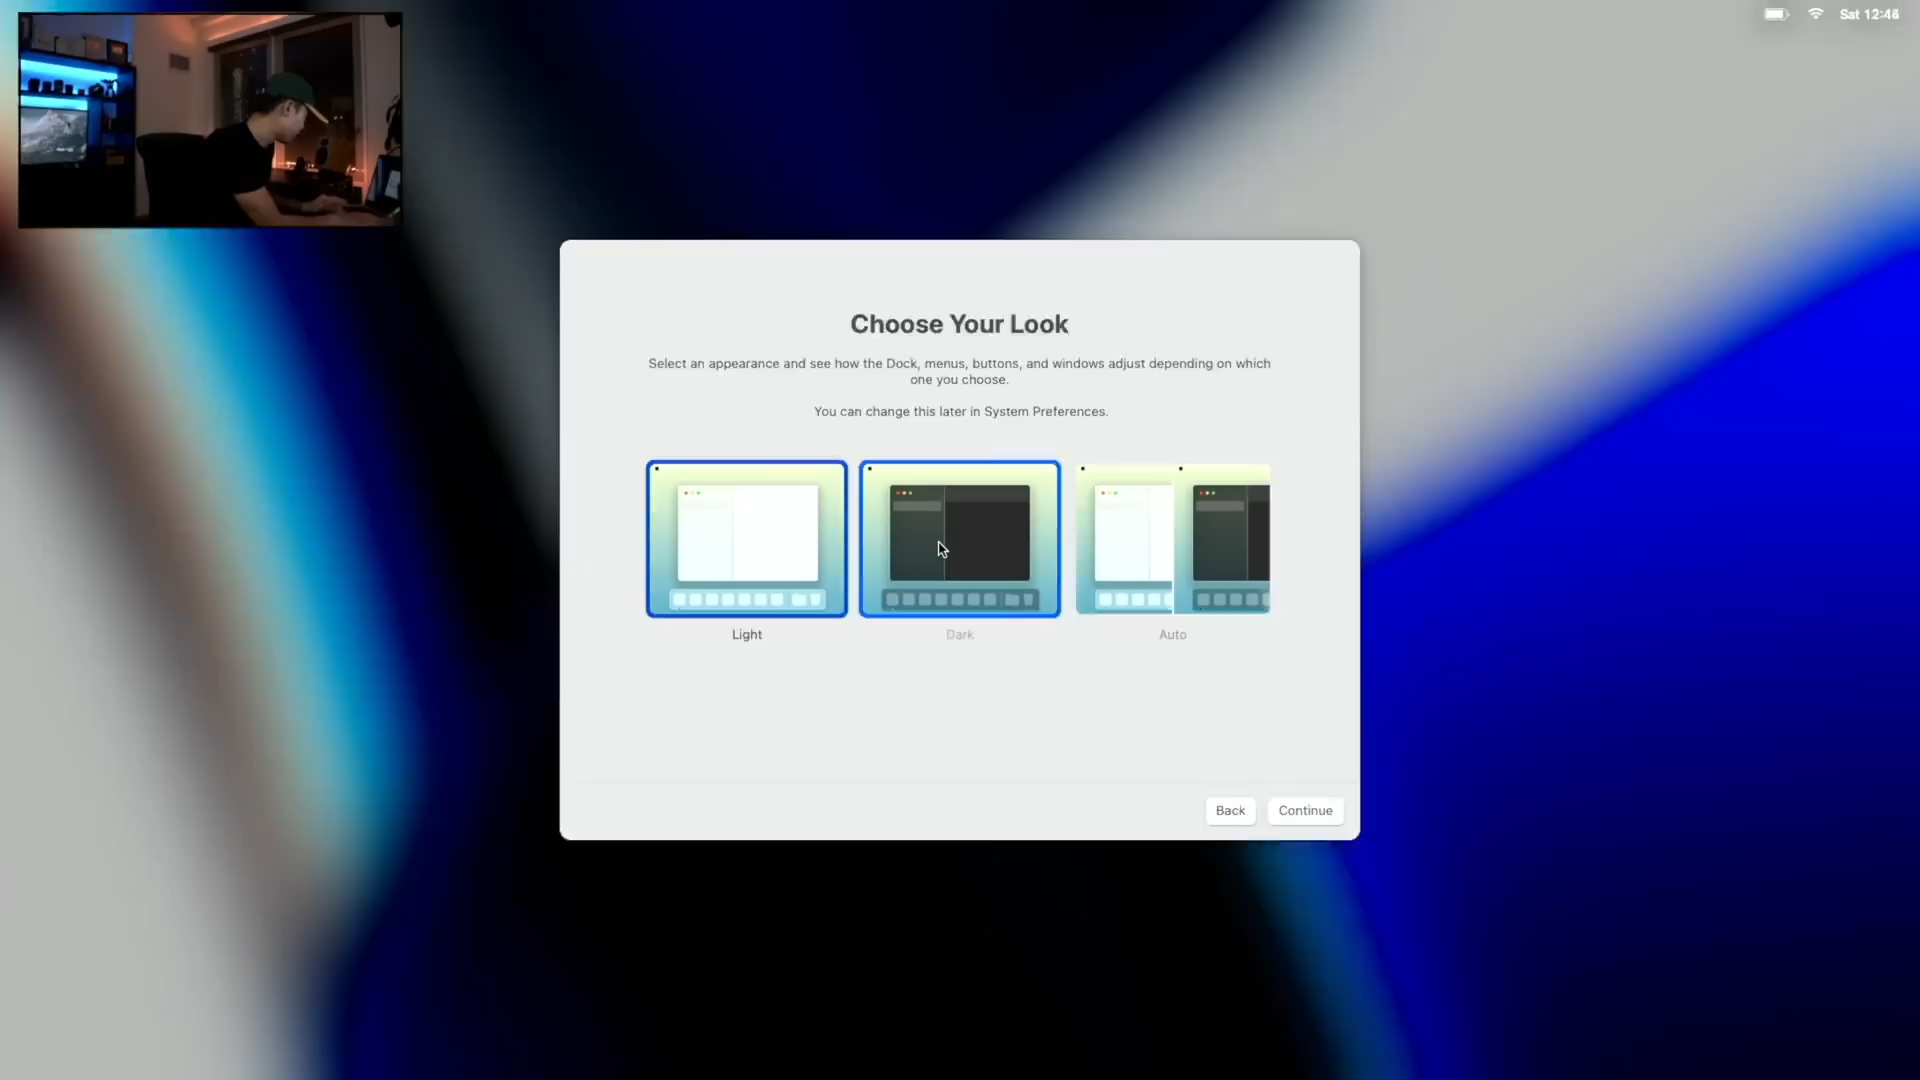 Sat 12:46
Choose Your Look
Select an appearance and see how the Dock, menus, buttons, and windows adjust depending on which
one you choose.
You can change this later in System Preferences.
Light
Dark
Auto
Back
Continue